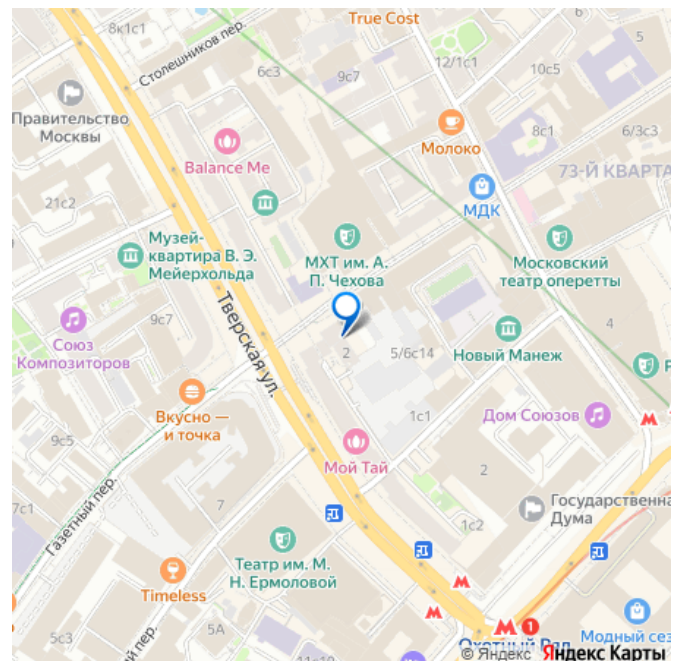 True Cost
8к1с1
Столешников пер.
6с3
9с7
12/1с1
10с5
5
Правительство
Москвы
Balance Me
Молоко
8с1
6/3с3
73-Й КВАРТА
21с2
МДК
Музей-
квартира В. Э.
Мейерхольда
МХТ им. А.
П. Чехова
Московский
театр оперетты
Тверская ул.
9с7
Союз
Композиторов
2
5/6с14
Новый Манеж
4
Вкусно —
и точка
1с1
Дом Союзов
9с5
Мой Тай
2
7с1
7
Газетный пер.
1с2
Государственна
Дума
Театр им. М.
Н. Ермоловой
Timeless
5А
5с3
пер.
11с10
1
Охотный Ряд
Модный сез
© Яндекс Яндекс Карты